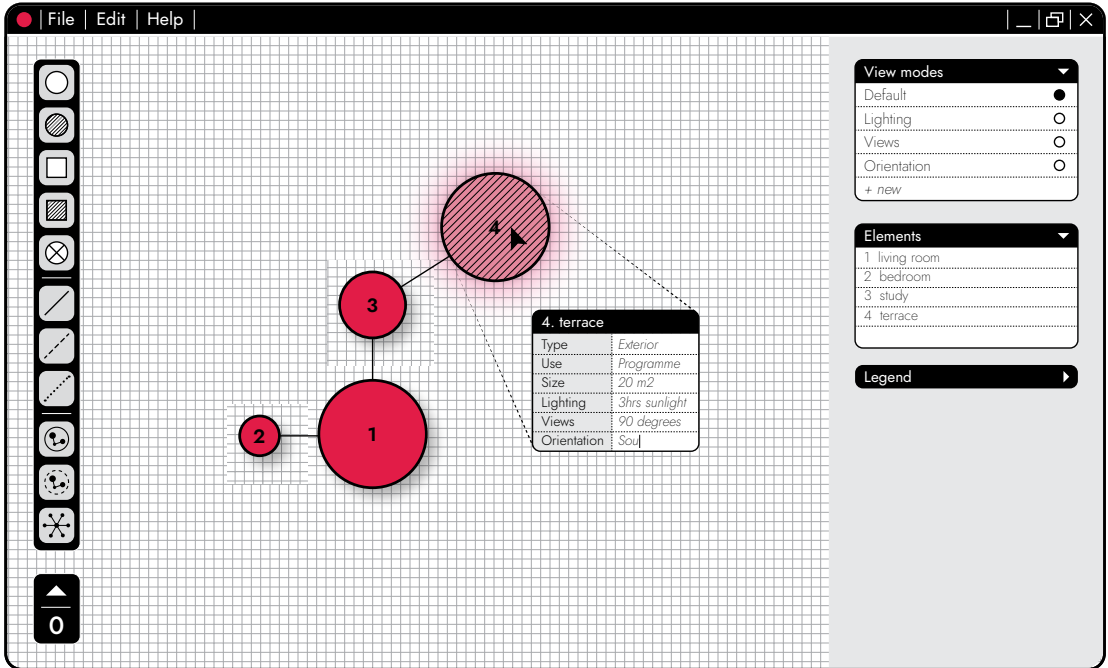 File | Edit | Help |
View modes
Default
Lighting
Views
Orientation
+ new
Elements
1 living room
2 bedroom
3 study
4 terrace
Legend
4
3
2
1
4. terrace
Type Exterior
Use Programme
Size 20 m2
Lighting 3hrs sunlight
Views 90 degrees
Orientation Sou
0